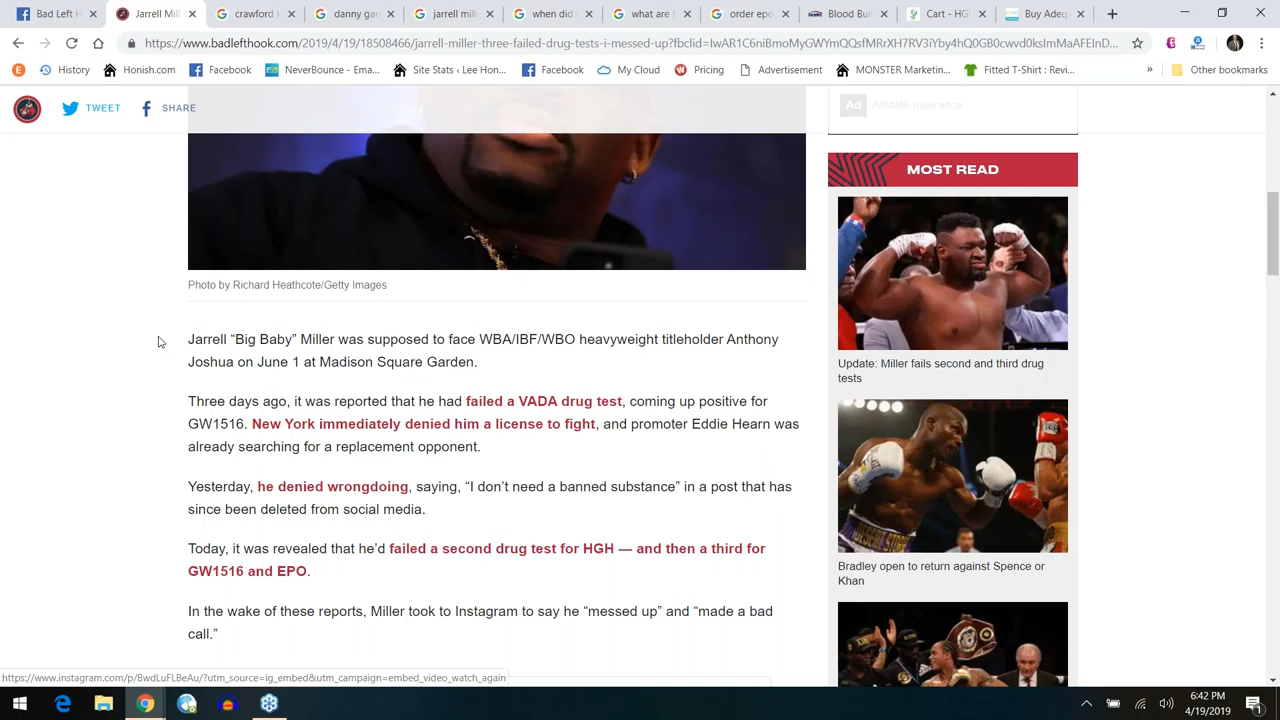 Bad Left H
Jarrell Mil
crawford k
danny gar
jarrell mill
when did
what are b
order epo
Blood Buil
Cart - HGH
Buy Adequ
https://www.badlefthook.com/2019/4/19/18508466/jarrell-miller-three-failed-drug-tests-i-messed-up?fbclid=IwAR1C6niBmoMyGWYmQQsfMRrXH7RV3iYby4hQ0GB0cwvd0ksImMaAFEInD...
History
Honish.com
Facebook
NeverBounce - Ema...
Site Stats ‹ Lee Hon...
Facebook
My Cloud
Pricing
Advertisement
MONSTER Marketin...
Fitted T-Shirt : Revi...
»
Other bookmarks
TWEET
SHARE
Ad Allstate Insurance
MOST READ
Photo by Richard Heathcote/Getty Images
Jarrell “Big Baby” Miller was supposed to face WBA/IBF/WBO heavyweight titleholder Anthony
Joshua on June 1 at Madison Square Garden.
Three days ago, it was reported that he had failed a VADA drug test, coming up positive for
GW1516. New York immediately denied him a license to fight, and promoter Eddie Hearn was
already searching for a replacement opponent.
Yesterday, he denied wrongdoing, saying, “I don’t need a banned substance” in a post that has
since been deleted from social media.
Today, it was revealed that he’d failed a second drug test for HGH — and then a third for
GW1516 and EPO.
In the wake of these reports, Miller took to Instagram to say he “messed up” and “made a bad
call.”
Update: Miller fails second and third drug
tests
Bradley open to return against Spence or
Khan
https://www.instagram.com/p/BwdLuFLBeAu/?utm_source=ig_embed&utm_campaign=embed_video_watch_again
6:42 PM
4/19/2019